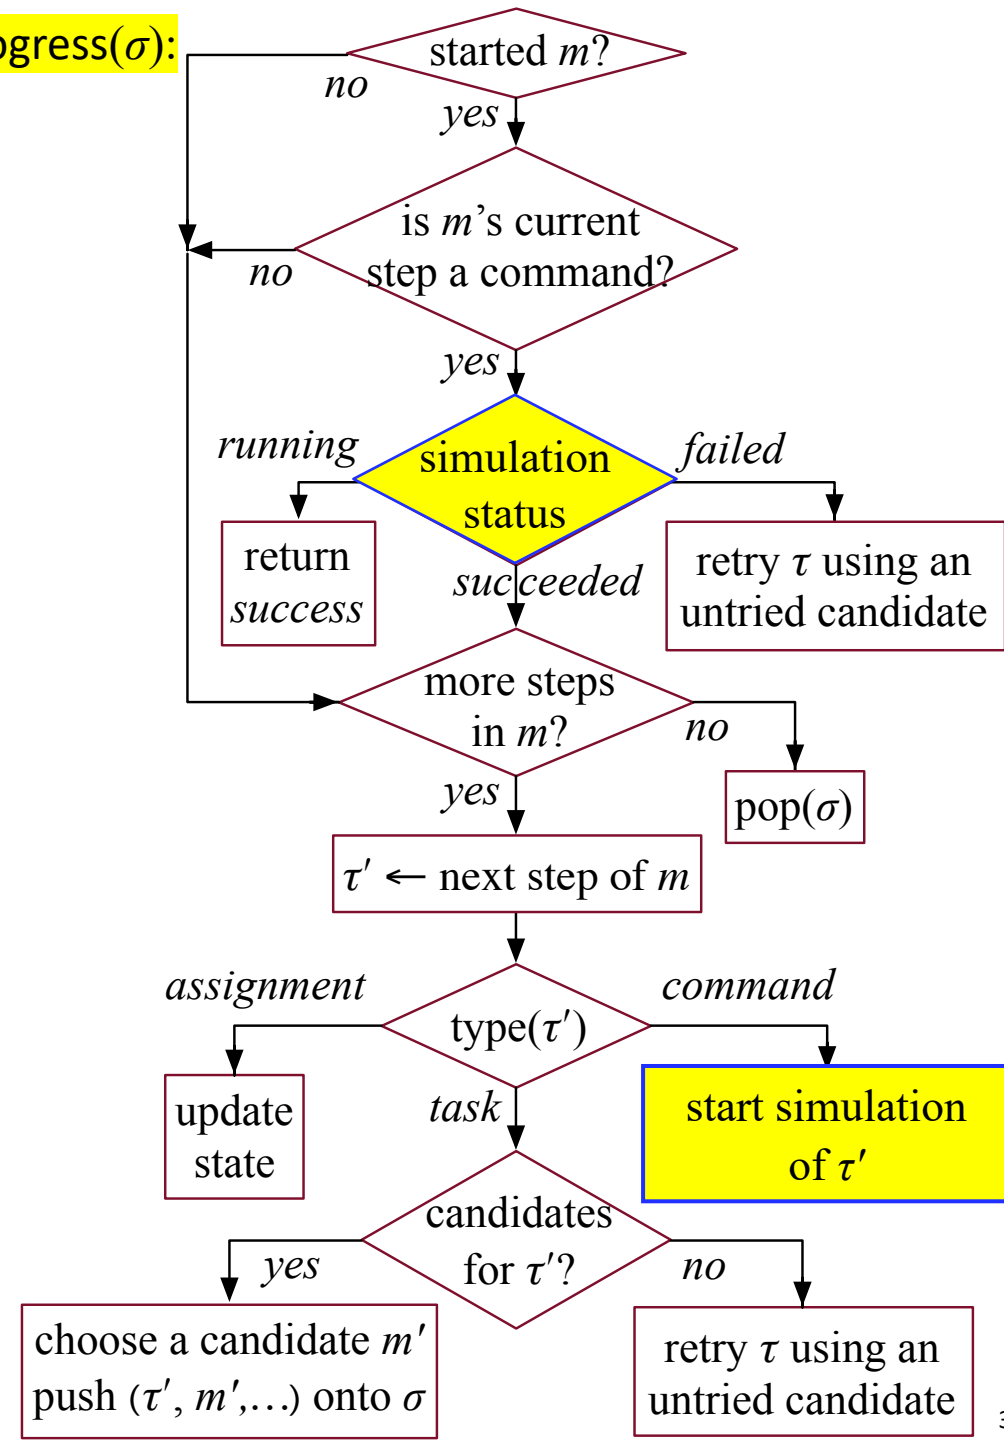 ogress(σ):
started m?
no
yes
is m's current
step a command?
no
yes
running
simulation
status
failed
return
success
succeeded
retry τ using an
untried candidate
more steps
in m?
no
yes
pop(σ)
τ′ ← next step of m
assignment
type(τ′)
command
update
state
task
start simulation
of τ′
candidates
for τ′?
yes
no
choose a candidate m′
push (τ′, m′,…) onto σ
retry τ using an
untried candidate